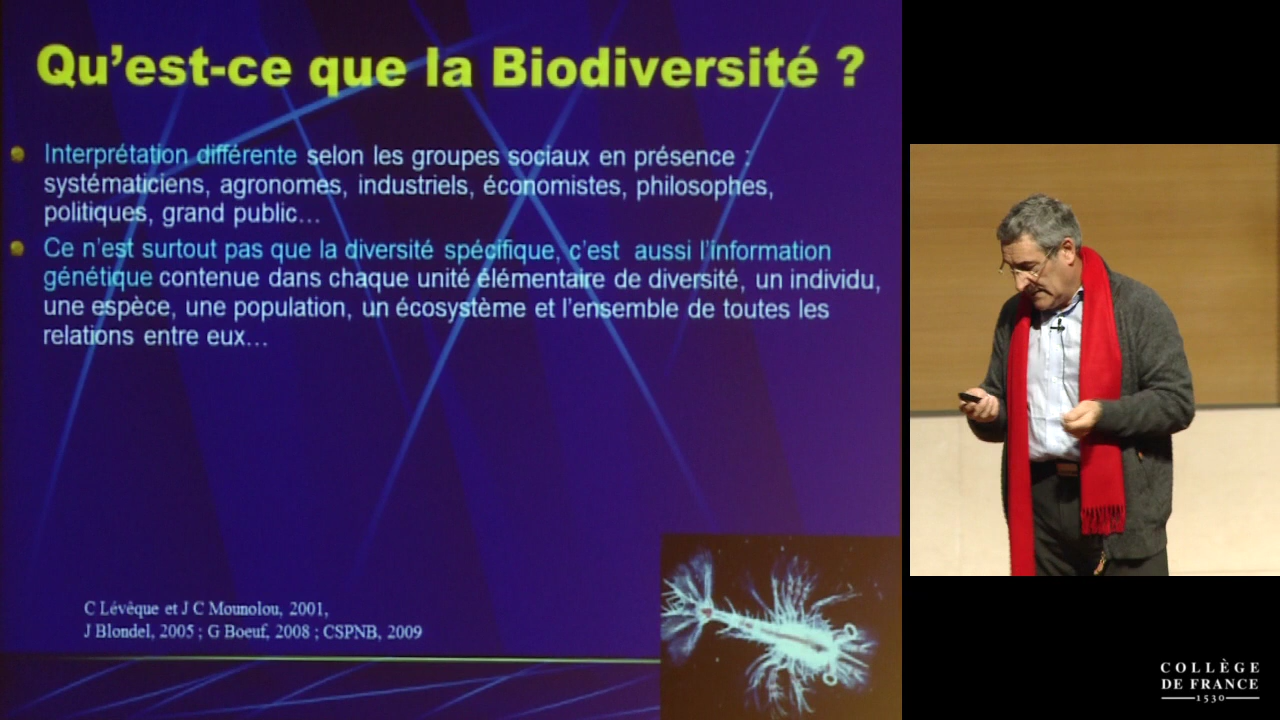 Qu'est-ce que la Biodiversité ?
Interprétation différente selon les groupes sociaux en présence :
systématiciens, agronomes, industriels, économistes, philosophes,
politiques, grand public…
Ce n'est surtout pas que la diversité spécifique, c'est aussi l'information
génétique contenue dans chaque unité élémentaire de diversité, un individu,
une espèce, une population, un écosystème et l'ensemble de toutes les
relations entre eux…
C Lévêque et J C Mounolou, 2001,
J Blondel, 2005 ; G Boeuf, 2008 ; CSPNB, 2009
COLLÈGE
DE FRANCE
1530